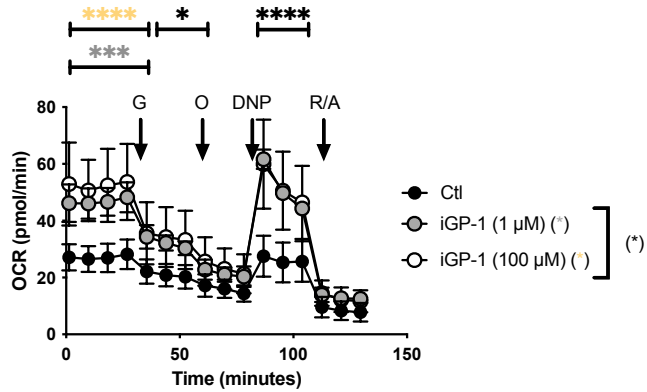 **** * ****
***
G O DNP R/A
80
60
40
20
0
OCR (pmol/min)
0 50 100 150
Time (minutes)
Ctl
iGP-1 (1 µM) (*)
iGP-1 (100 µM) (*)
(*)